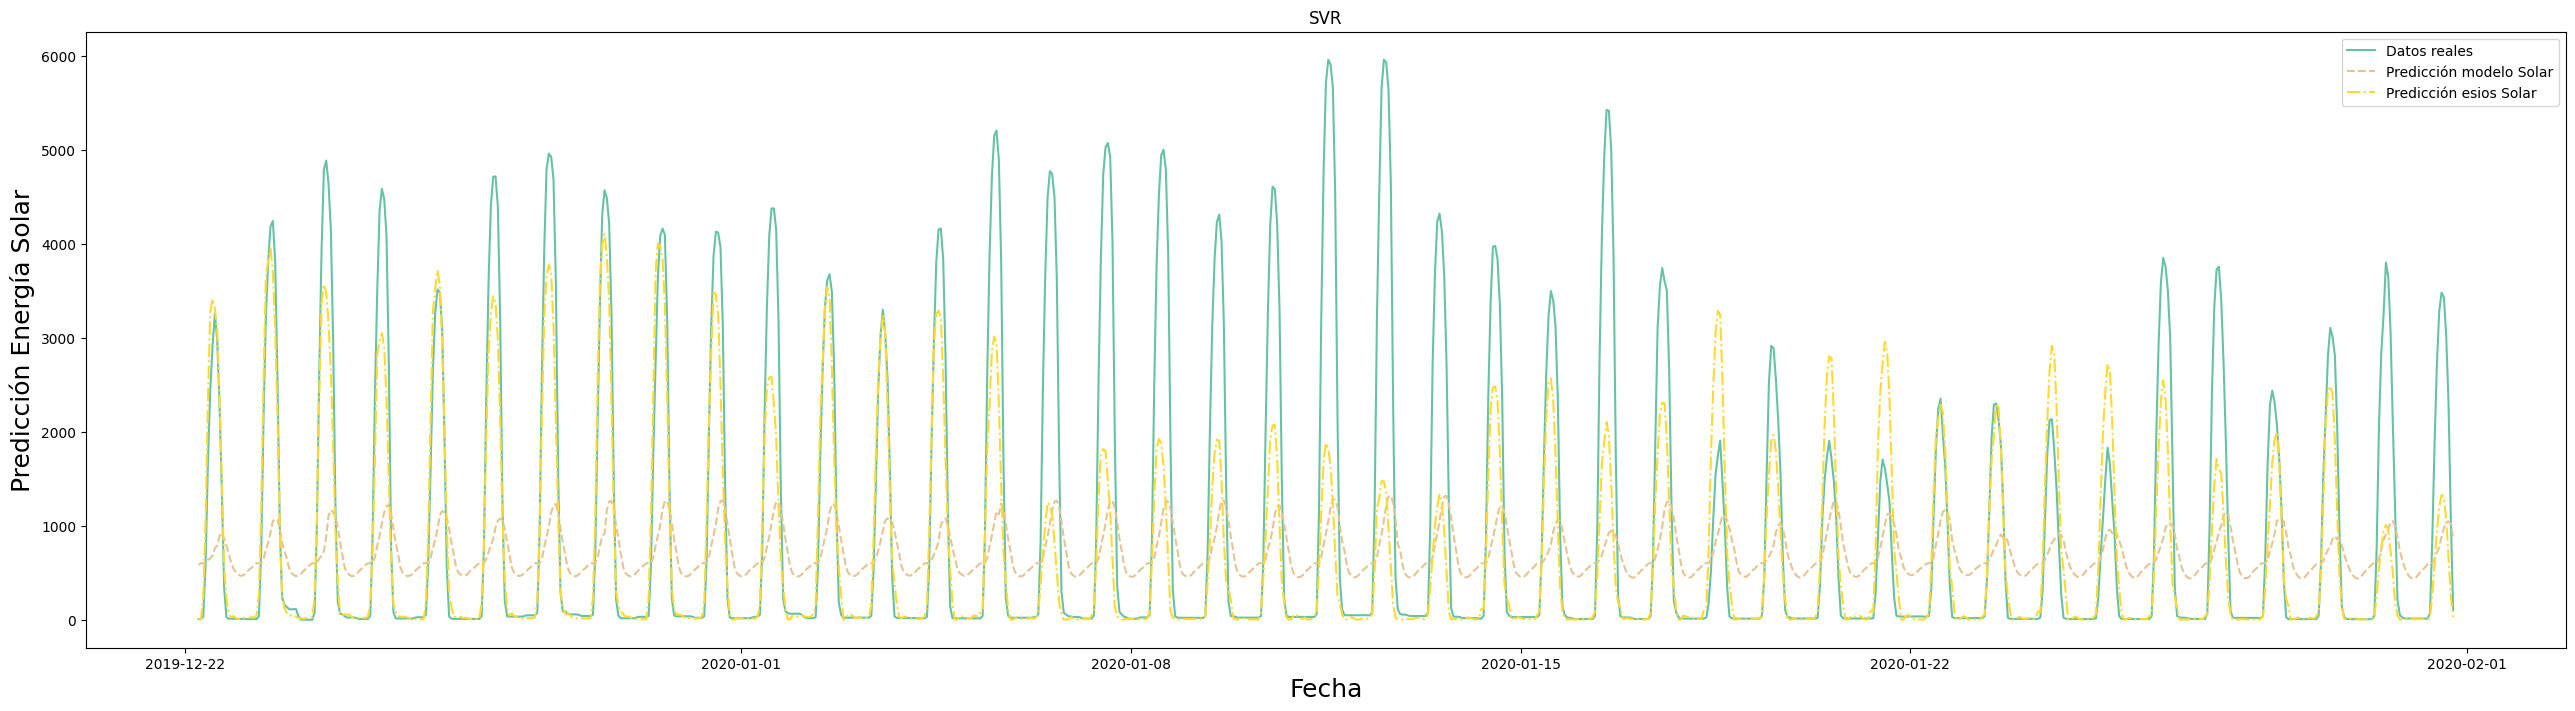 SVR
Datos reales
Predicción modelo Solar
Predicción esios Solar
Predicción Energía Solar
6000
5000
4000
3000
2000
1000
0
2019-12-22
2020-01-01
2020-01-08
2020-01-15
2020-01-22
2020-02-01
Fecha